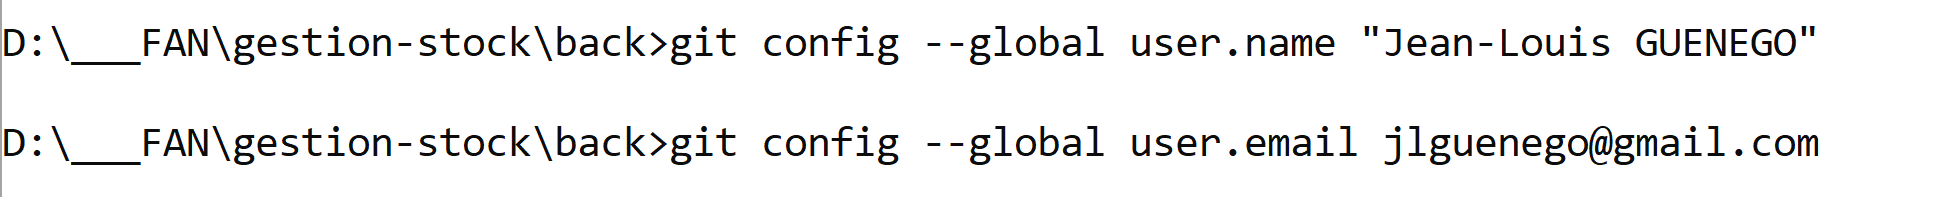 D:\___FAN\gestion-stock\back>git config --global user.name "Jean-Louis GUENEGO"
D:\___FAN\gestion-stock\back>git config --global user.email jlguenego@gmail.com